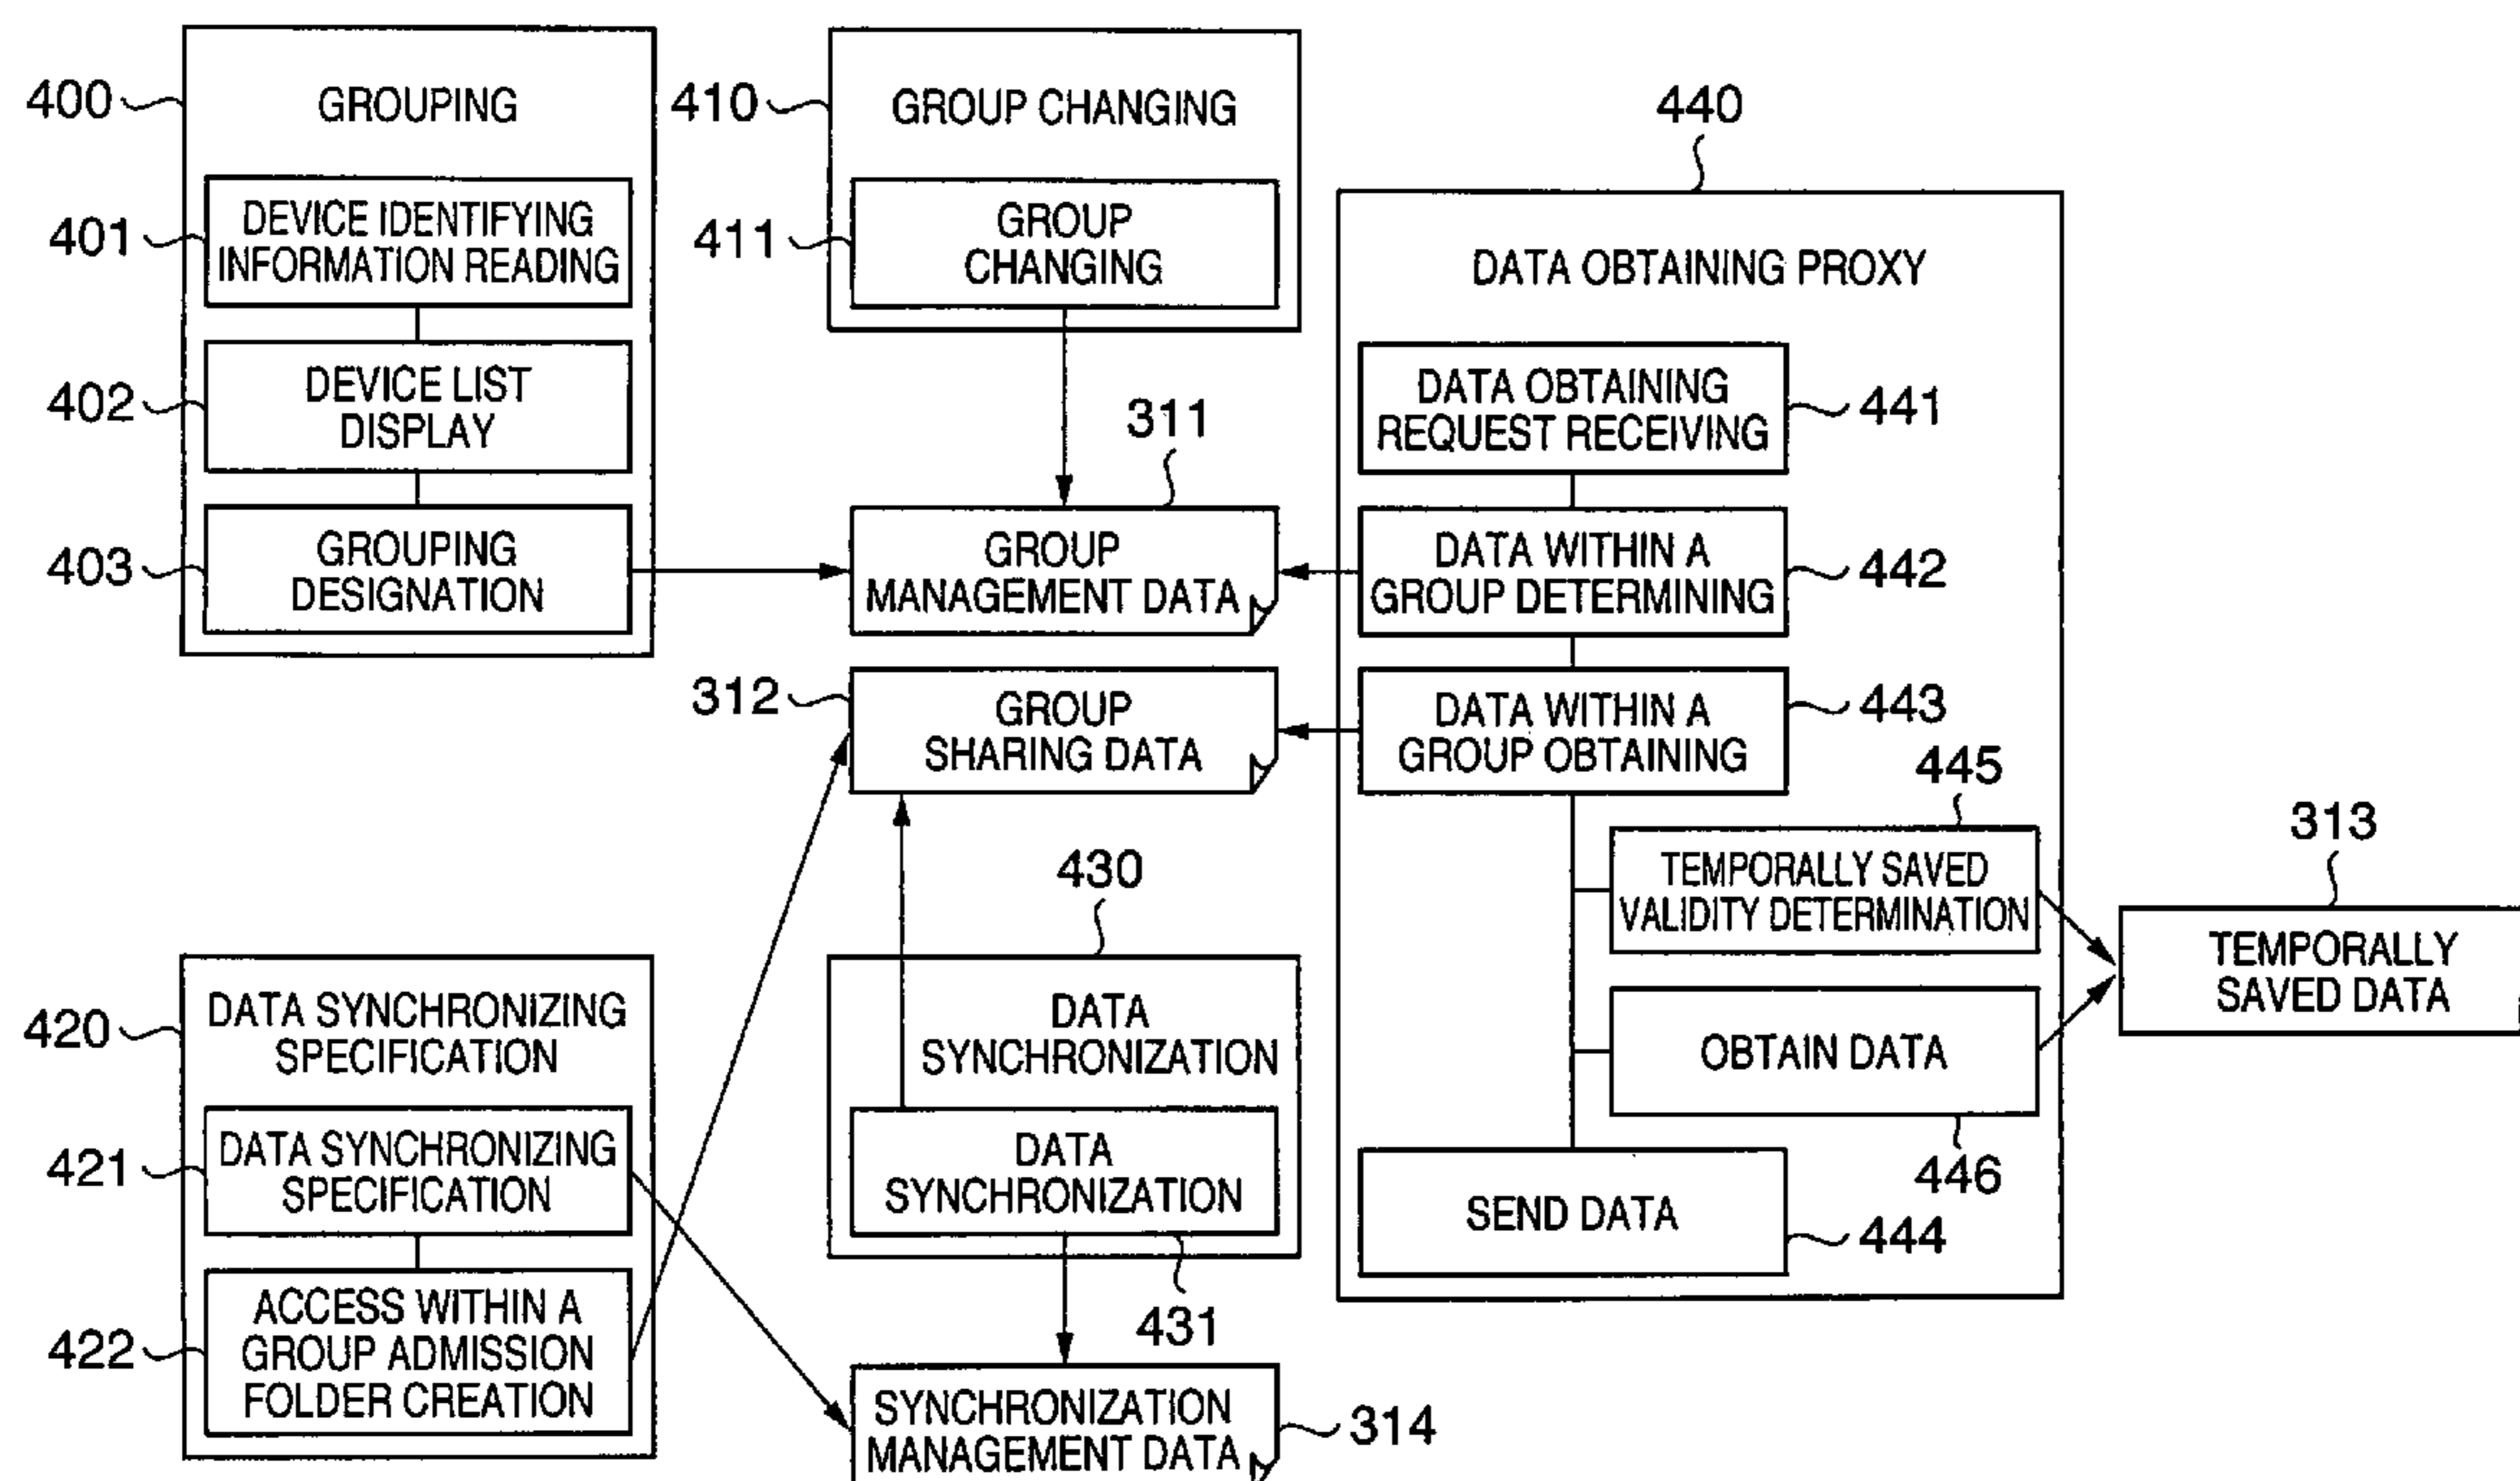 400
GROUPING
401
DEVICE IDENTIFYING
INFORMATION READING
402
DEVICE LIST
DISPLAY
403
GROUPING
DESIGNATION
410
GROUP CHANGING
411
GROUP
CHANGING
311
GROUP
MANAGEMENT DATA
312
GROUP
SHARING DATA
440
DATA OBTAINING PROXY
DATA OBTAINING
REQUEST RECEIVING
441
DATA WITHIN A
GROUP DETERMINING
442
DATA WITHIN A
GROUP OBTAINING
443
445
TEMPORALLY SAVED
VALIDITY DETERMINATION
OBTAIN DATA
446
SEND DATA
444
313
TEMPORALLY
SAVED DATA
420
DATA SYNCHRONIZING
SPECIFICATION
421
DATA SYNCHRONIZING
SPECIFICATION
422
ACCESS WITHIN A
GROUP ADMISSION
FOLDER CREATION
430
DATA
SYNCHRONIZATION
DATA
SYNCHRONIZATION
431
SYNCHRONIZATION
MANAGEMENT DATA
314